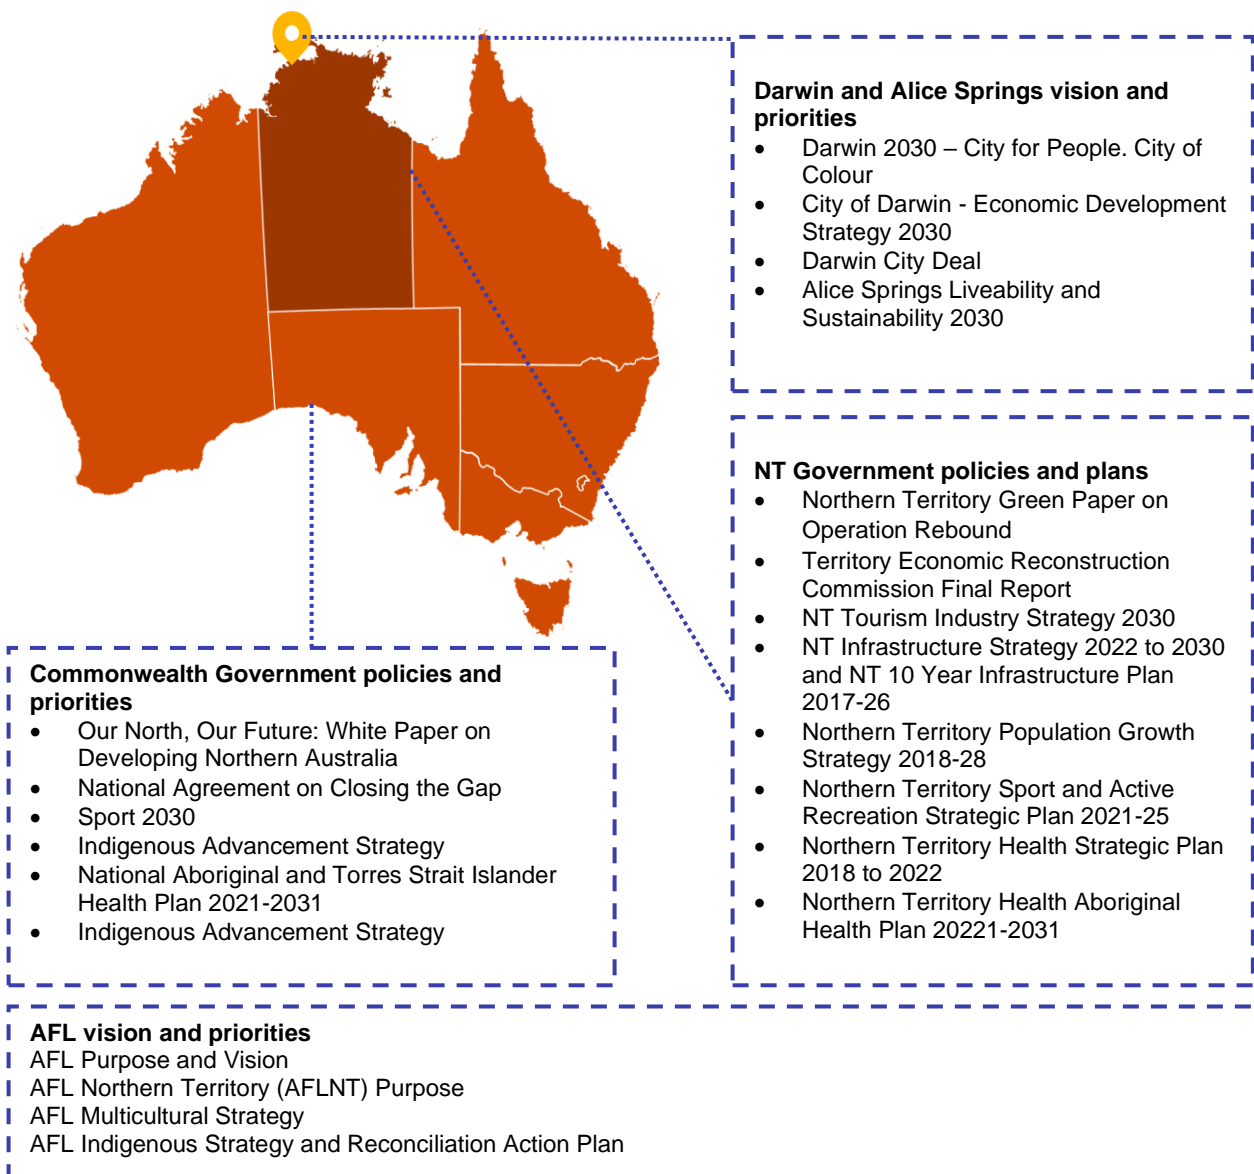 Darwin and Alice Springs vision and
priorities
• Darwin 2030 – City for People. City of
Colour
• City of Darwin - Economic Development
Strategy 2030
• Darwin City Deal
• Alice Springs Liveability and
Sustainability 2030
NT Government policies and plans
• Northern Territory Green Paper on
Operation Rebound
• Territory Economic Reconstruction
Commission Final Report
• NT Tourism Industry Strategy 2030
• NT Infrastructure Strategy 2022 to 2030
and NT 10 Year Infrastructure Plan
2017-26
• Northern Territory Population Growth
Strategy 2018-28
• Northern Territory Sport and Active
Recreation Strategic Plan 2021-25
• Northern Territory Health Strategic Plan
2018 to 2022
• Northern Territory Health Aboriginal
Health Plan 20221-2031
Commonwealth Government policies and
priorities
• Our North, Our Future: White Paper on
Developing Northern Australia
• National Agreement on Closing the Gap
• Sport 2030
• Indigenous Advancement Strategy
• National Aboriginal and Torres Strait Islander
Health Plan 2021-2031
• Indigenous Advancement Strategy
AFL vision and priorities
AFL Purpose and Vision
AFL Northern Territory (AFLNT) Purpose
AFL Multicultural Strategy
AFL Indigenous Strategy and Reconciliation Action Plan